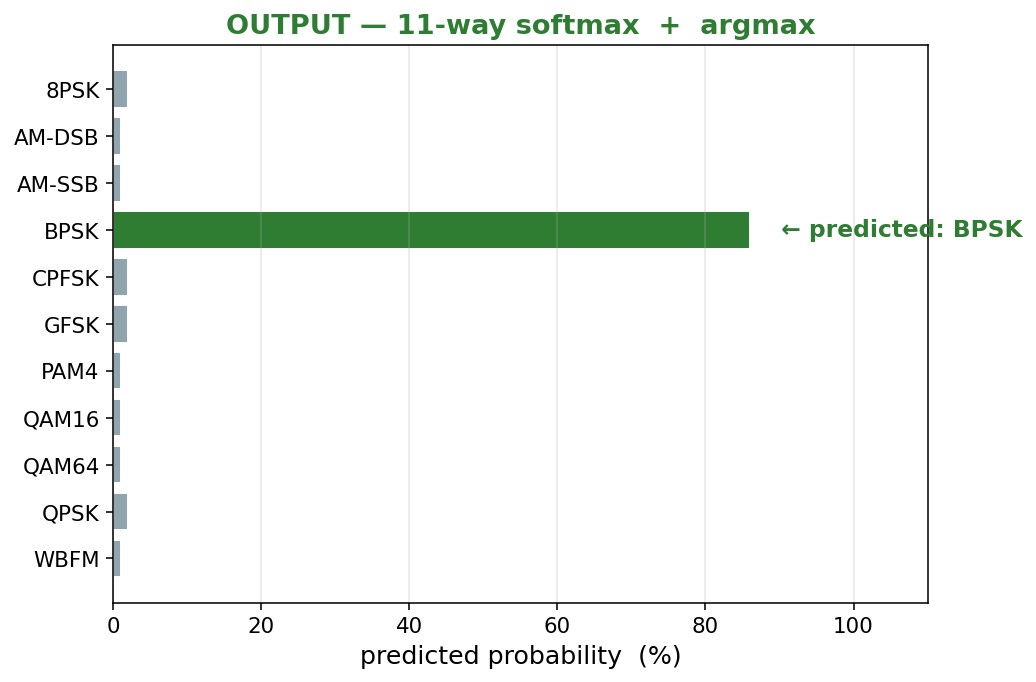 OUTPUT — 11-way softmax + argmax
8PSK
AM-DSB
AM-SSB
BPSK
← predicted: BPSK
CPFSK
GFSK
PAM4
QAM16
QAM64
QPSK
WBFM
0 20 40 60 80 100
predicted probability (%)